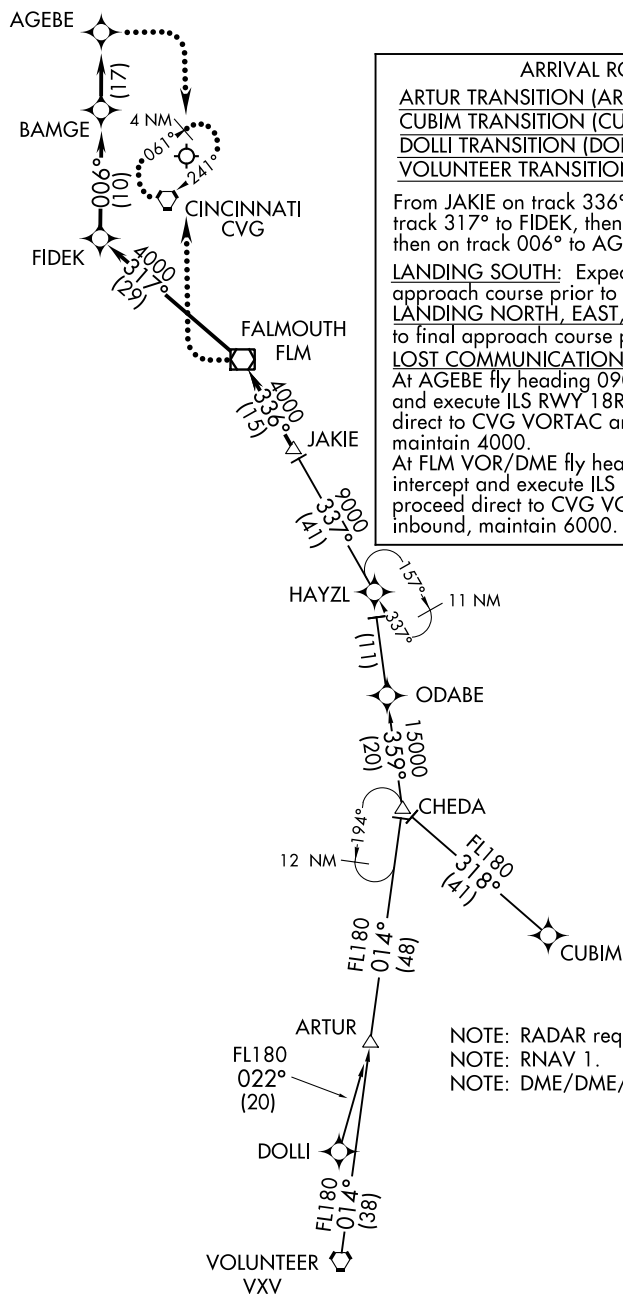 AGEBE
(17)
BAMGE
4 NM
061°
241°
CINCINNATI
CVG
006°
(10)
FIDEK
4000
317°
(29)
FALMOUTH
FLM
4000
336°
(15)
JAKIE
9000
337°
(41)
HAYZL
157°
337°
11 NM
(11)
ODABE
15000
359°
(20)
CHEDA
194°
12 NM
FL180
318°
(41)
CUBIM
FL180
014°
(48)
ARTUR
FL180
022°
(20)
DOLLI
FL180
014°
(38)
VOLUNTEER
VXV
ARRIVAL RO
ARTUR TRANSITION (AR
CUBIM TRANSITION (CU
DOLLI TRANSITION (DO
VOLUNTEER TRANSITION
From JAKIE on track 336°
track 317° to FIDEK, then
then on track 006° to AG
LANDING SOUTH: Expec
approach course prior to
LANDING NORTH, EAST,
to final approach course p
LOST COMMUNICATION
At AGEBE fly heading 090
and execute ILS RWY 18R
direct to CVG VORTAC an
maintain 4000.
At FLM VOR/DME fly hea
intercept and execute ILS
proceed direct to CVG VO
inbound, maintain 6000.
NOTE: RADAR req
NOTE: RNAV 1.
NOTE: DME/DME/